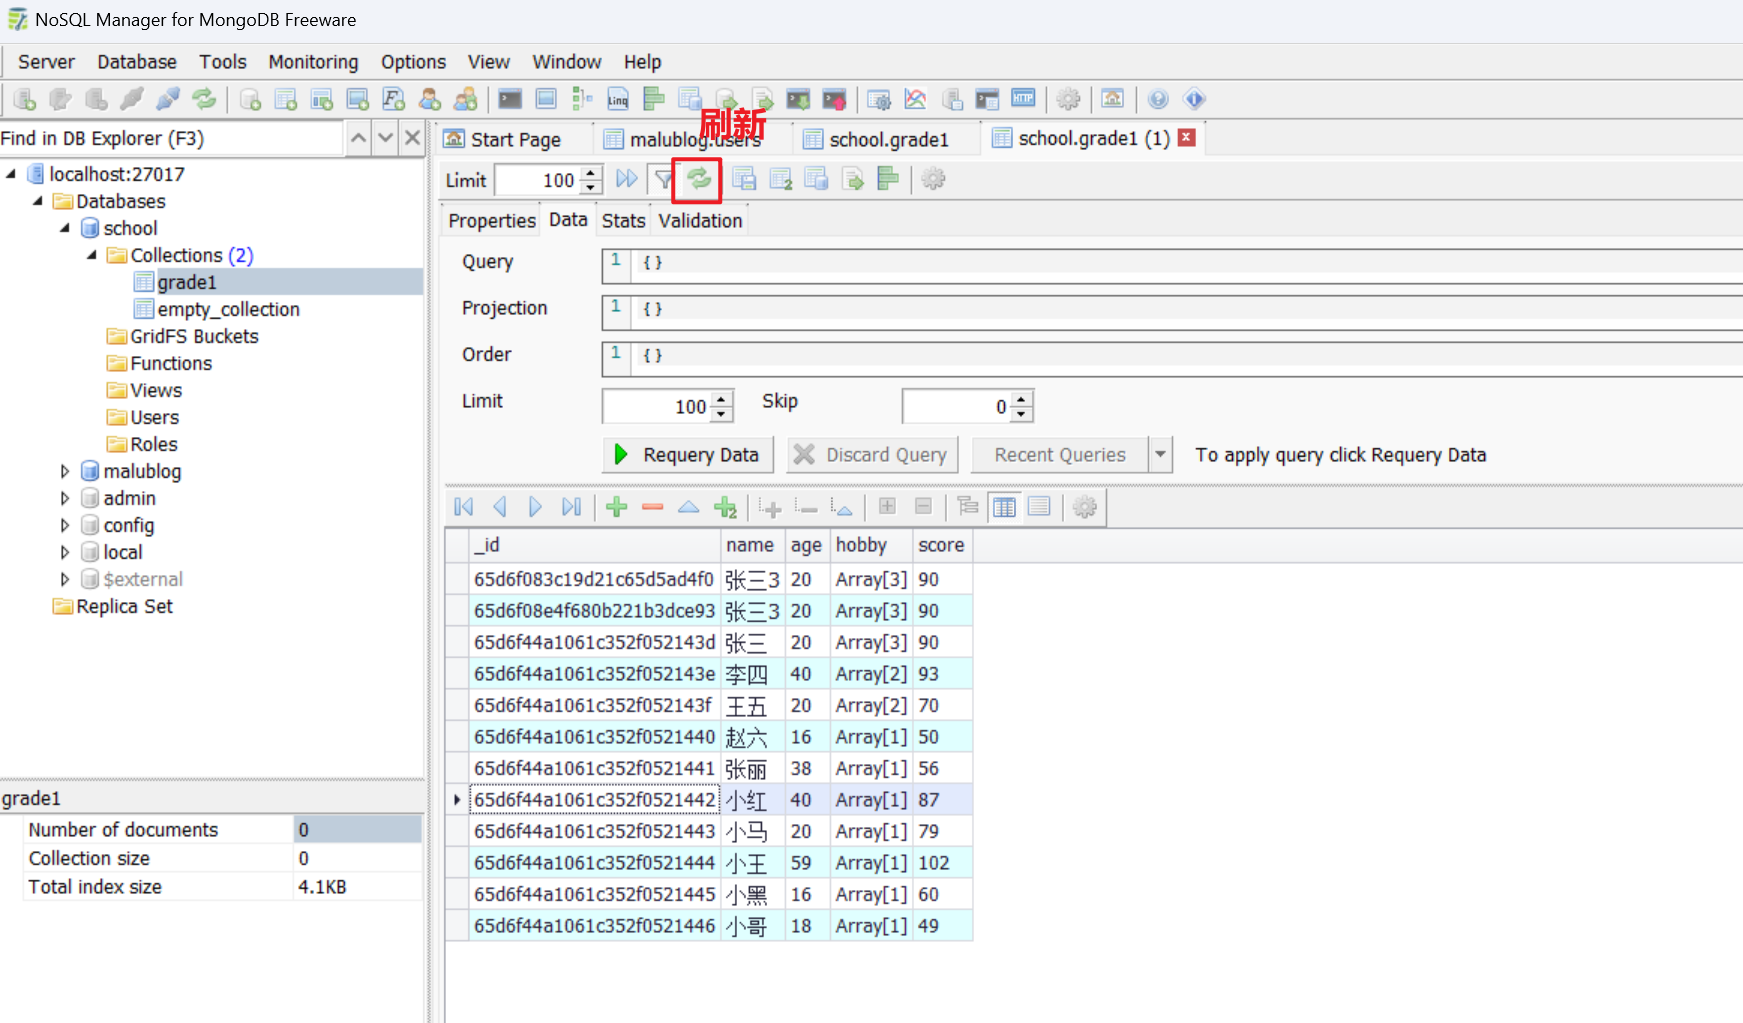 NoSQL Manager for MongoDB Freeware
Server Database Tools Monitoring Options View Window Help
Linq HTTP
刷新
Find in DB Explorer (F3)
Start Page malublog.users school.grade1 school.grade1 (1)
Limit 100 2
Properties Data Stats Validation
localhost:27017
Databases
school
Collections (2)
grade1
empty_collection
GridFS Buckets
Functions
Views
Users
Roles
malublog
admin
config
local
$external
Replica Set
grade1
Number of documents 0
Collection size 0
Total index size 4.1KB
Query 1 {}
Projection 1 {}
Order 1 {}
Limit 100 Skip 0
Requery Data Discard Query Recent Queries To apply query click Requery Data
2
_id name age hobby score
65d6f083c19d21c65d5ad4f0 张三3 20 Array[3] 90
65d6f08e4f680b221b3dce93 张三3 20 Array[3] 90
65d6f44a1061c352f052143d 张三 20 Array[3] 90
65d6f44a1061c352f052143e 李四 40 Array[2] 93
65d6f44a1061c352f052143f 王五 20 Array[2] 70
65d6f44a1061c352f0521440 赵六 16 Array[1] 50
65d6f44a1061c352f0521441 张丽 38 Array[1] 56
65d6f44a1061c352f0521442 小红 40 Array[1] 87
65d6f44a1061c352f0521443 小马 20 Array[1] 79
65d6f44a1061c352f0521444 小王 59 Array[1] 102
65d6f44a1061c352f0521445 小黑 16 Array[1] 60
65d6f44a1061c352f0521446 小哥 18 Array[1] 49